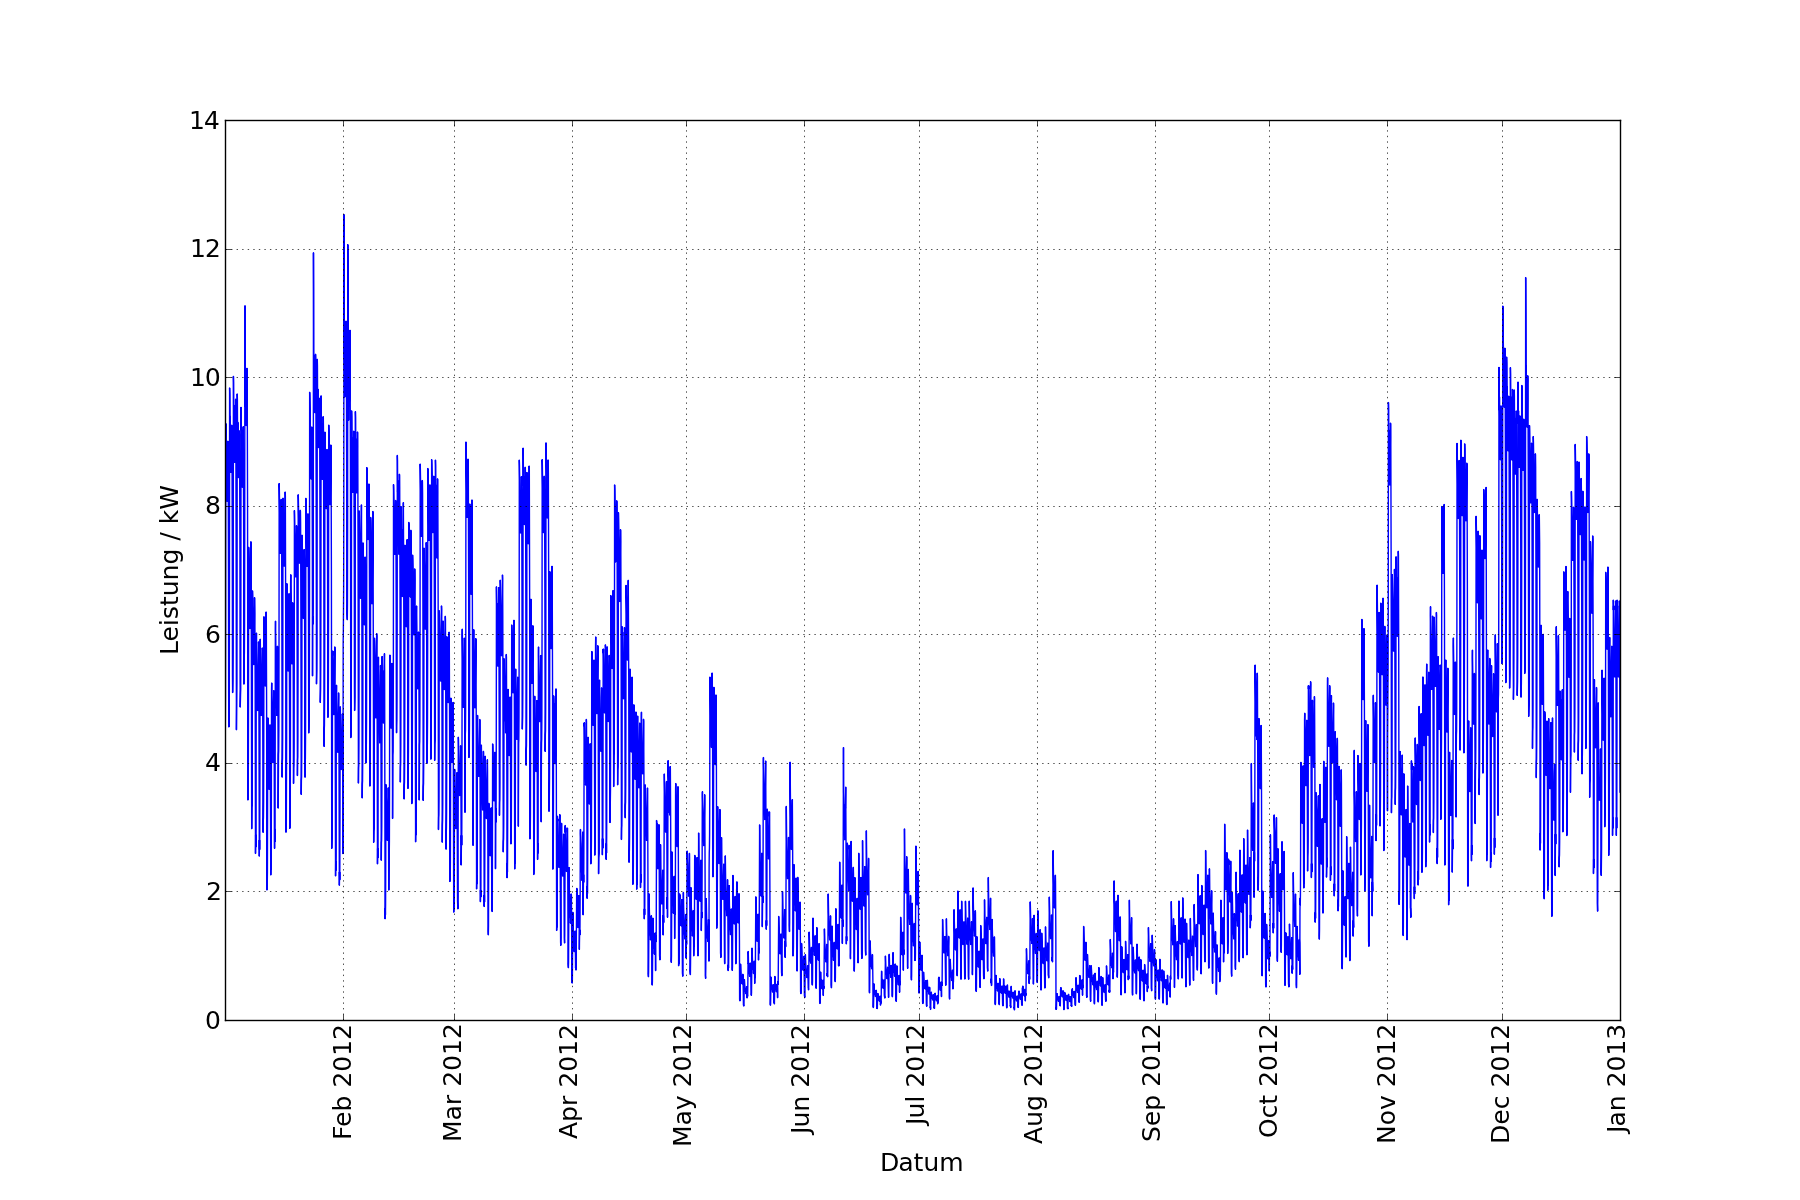 14
12
10
8
6
4
2
0
Leistung / kW
Feb 2012
Mar 2012
Apr 2012
May 2012
Jun 2012
Jul 2012
Aug 2012
Sep 2012
Oct 2012
Nov 2012
Dec 2012
Jan 2013
Datum